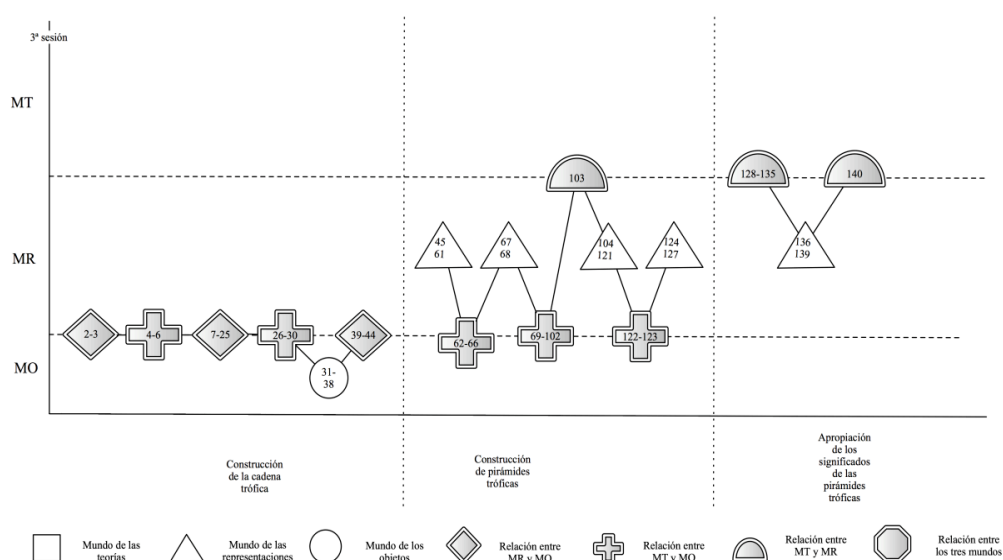 3ª sesión
MT
103
128-135
140
45
61
67
68
104
121
124
127
136
139
MR
2-3
4-6
7-25
26-30
39-44
62-66
69-102
122-123
31-
38
MO
Construcción
de la cadena
trófica
Construcción
de pirámides
tróficas
Apropiación
de los
significados
de las
pirámides
tróficas
Mundo de las
teorías
Mundo de las
representaciones
Mundo de los
objetos
Relación entre
MR y MO
Relación entre
MT y MO
Relación entre
MT y MR
Relación entre
los tres mundos